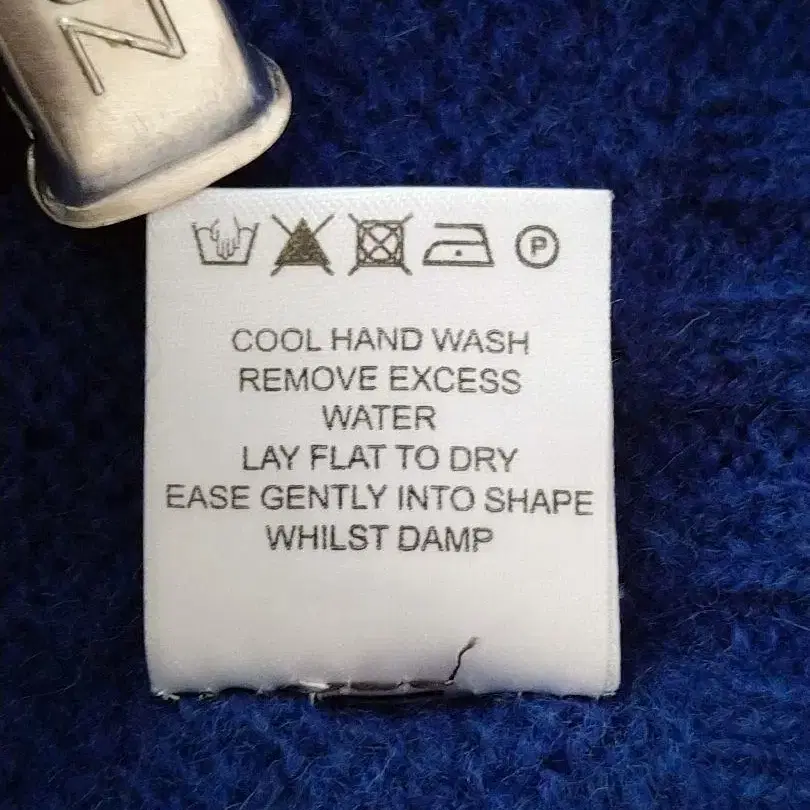 P
COOL HAND WASH
REMOVE EXCESS
WATER
LAY FLAT TO DRY
EASE GENTLY INTO SHAPE
WHILST DAMP